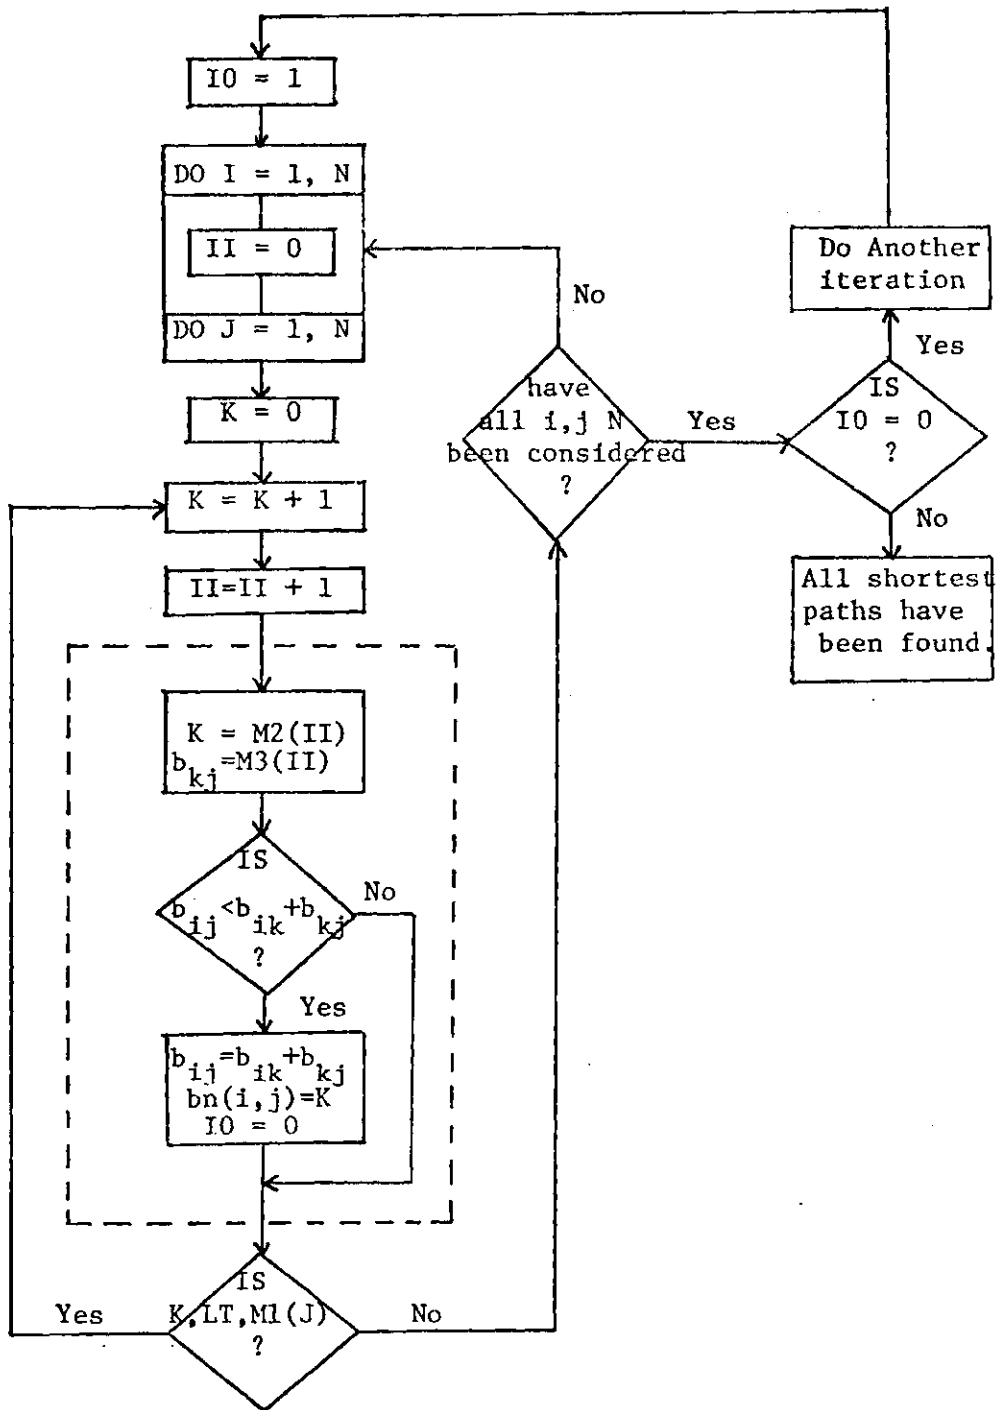 IO = 1
DO I = 1, N
II = 0
DO J = 1, N
K = 0
K = K + 1
II=II + 1
K = M2(II)
b_kj=M3(II)
IS
b_ij<b_ik+b_kj
?
No
Yes
b_ij=b_ik+b_kj
bn(i,j)=K
IO = 0
IS
K,LT,M1(J)
?
Yes
No
have
all i,j N
been considered
?
No
Yes
IS
IO = 0
?
Yes
No
Do Another
iteration
All shortest
paths have
been found.